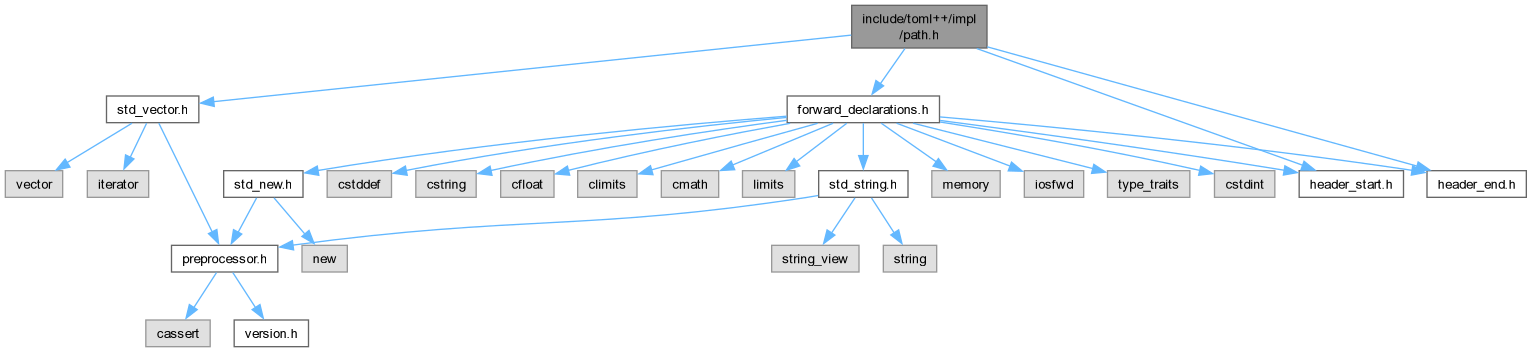 include/toml++/impl
/path.h
std_vector.h
forward_declarations.h
vector
iterator
std_new.h
cstddef
cstring
cfloat
climits
cmath
limits
std_string.h
memory
iosfwd
type_traits
cstdint
header_start.h
header_end.h
preprocessor.h
new
string_view
string
cassert
version.h